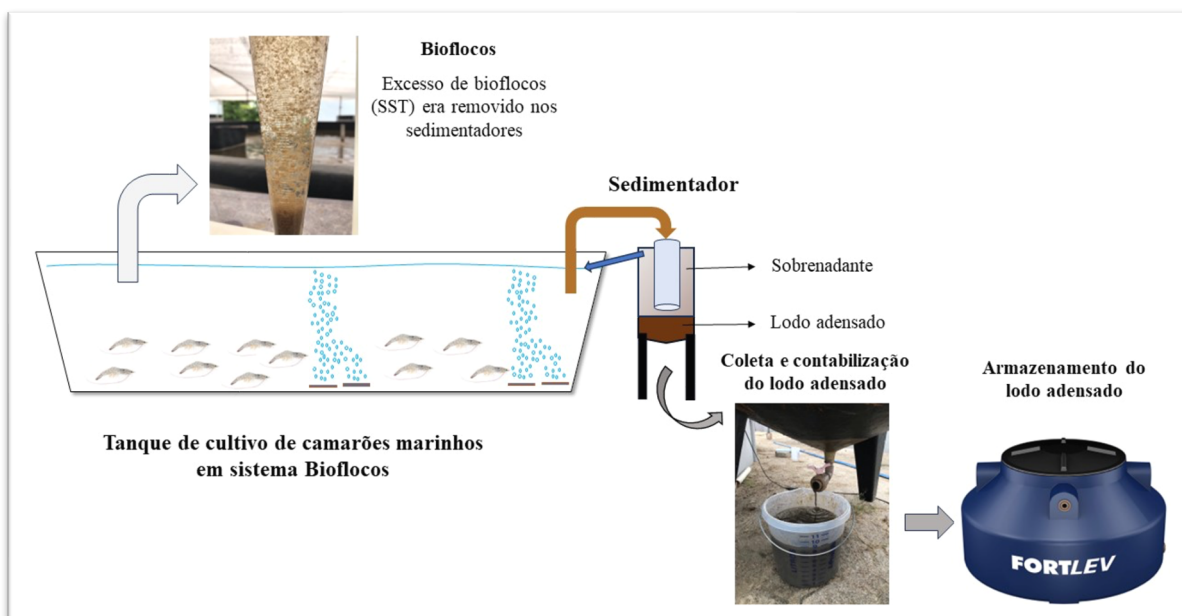 Bioflocos
Excesso de bioflocos
(SST) era removido nos
sedimentadores
Sedimentador
Sobrenadante
Lodo adensado
Coleta e contabilização
do lodo adensado
Armazenamento do
lodo adensado
Tanque de cultivo de camarões marinhos
em sistema Bioflocos
FORTLEV